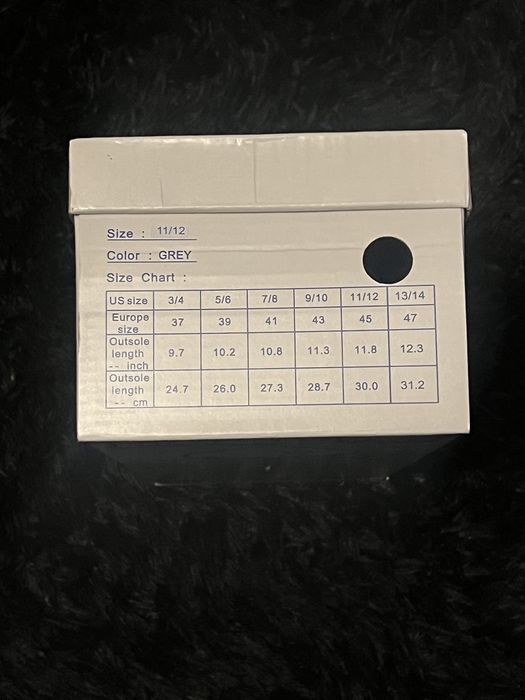 Size : 11/12
Color : GREY
Size Chart :
US size 3/4 5/6 7/8 9/10 11/12 13/14
Europe size 37 39 41 43 45 47
Outsole length -- inch 9.7 10.2 10.8 11.3 11.8 12.3
Outsole length -- cm 24.7 26.0 27.3 28.7 30.0 31.2